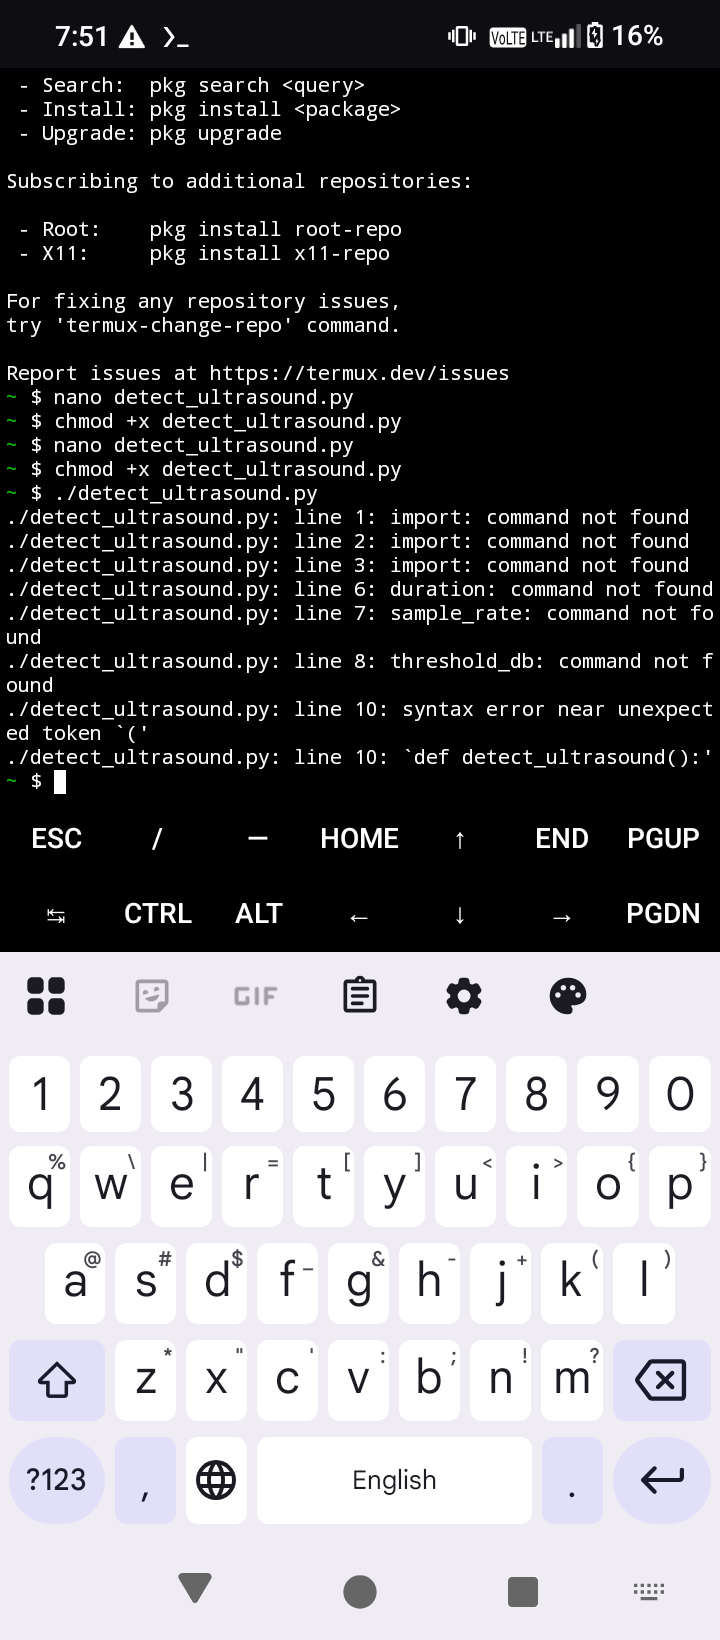 7:51
VoLTE LTE 16%
- Search:  pkg search <query>
- Install: pkg install <package>
- Upgrade: pkg upgrade
Subscribing to additional repositories:
- Root:    pkg install root-repo
- X11:     pkg install x11-repo
For fixing any repository issues,
try 'termux-change-repo' command.
Report issues at https://termux.dev/issues
~ $ nano detect_ultrasound.py
~ $ chmod +x detect_ultrasound.py
~ $ nano detect_ultrasound.py
~ $ chmod +x detect_ultrasound.py
~ $ ./detect_ultrasound.py
./detect_ultrasound.py: line 1: import: command not found
./detect_ultrasound.py: line 2: import: command not found
./detect_ultrasound.py: line 3: import: command not found
./detect_ultrasound.py: line 6: duration: command not found
./detect_ultrasound.py: line 7: sample_rate: command not fo
und
./detect_ultrasound.py: line 8: threshold_db: command not f
ound
./detect_ultrasound.py: line 10: syntax error near unexpect
ed token `('
./detect_ultrasound.py: line 10: `def detect_ultrasound():'
~ $
ESC / — HOME ↑ END PGUP
↹ CTRL ALT ← ↓ → PGDN
GIF
1 2 3 4 5 6 7 8 9 0
q % w \ e | r = t [ y ] u < i > o { p }
a @ s # d $ f _ g & h - j + k ( l )
z * x " c ' v : b ; n ! m ?
?123 , English .